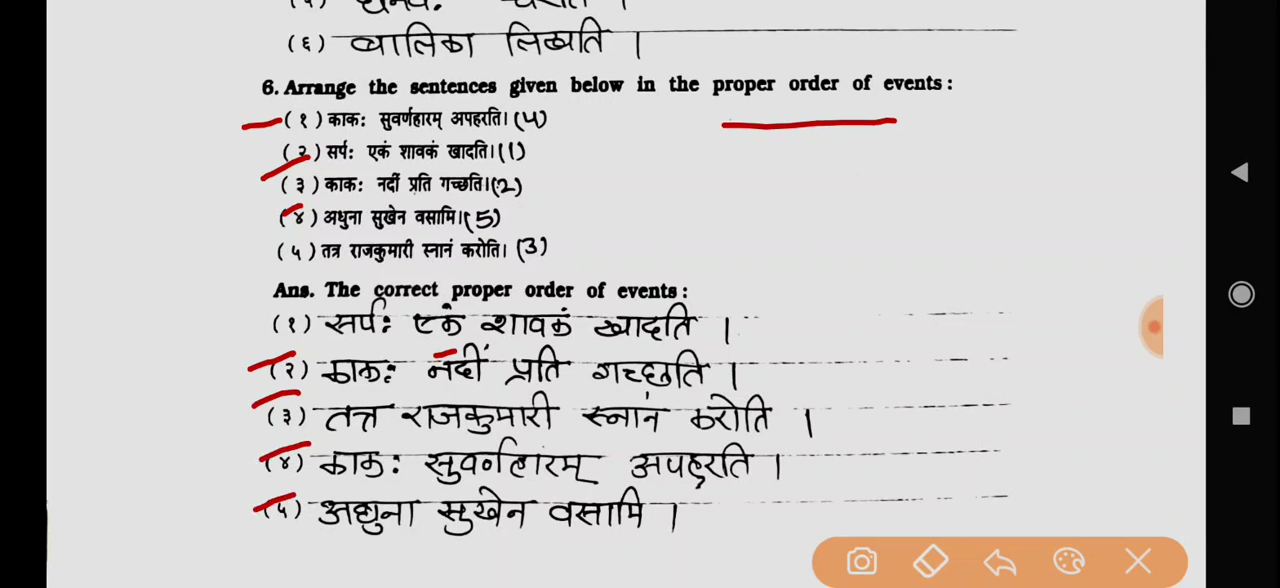 (६) बालिका लिखति ।
6. Arrange the sentences given below in the proper order of events :
(१) काकः सुवर्णहारम् अपहरति। (4)
(२) सर्पः एकं शावकं खादति। (1)
(३) काकः नदीं प्रति गच्छति। (2)
(४) अधुना सुखेन वसामि। (5)
(५) तत्र राजकुमारी स्नानं करोति। (3)
Ans. The correct proper order of events :
(१) सर्पः एकं शावकं खादति ।
(२) काकः नदीं प्रति गच्छति ।
(३) तत्र राजकुमारी स्नानं करोति ।
(४) काकः सुवर्णहारम् अपहरति ।
(५) अधुना सुखेन वसामि ।